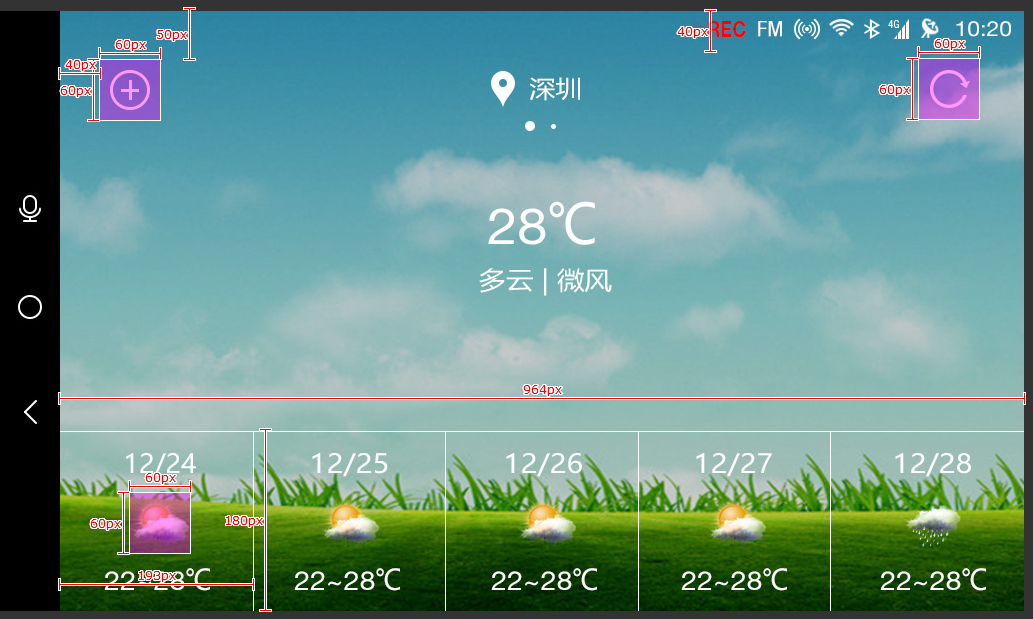 50px
40px
REC FM 4G 10:20
60px
60px
40px
60px
60px
深圳
28℃
多云 | 微风
964px
12/24 12/25 12/26 12/27 12/28
60px
60px
180px
193px
22~28℃ 22~28℃ 22~28℃ 22~28℃ 22~28℃